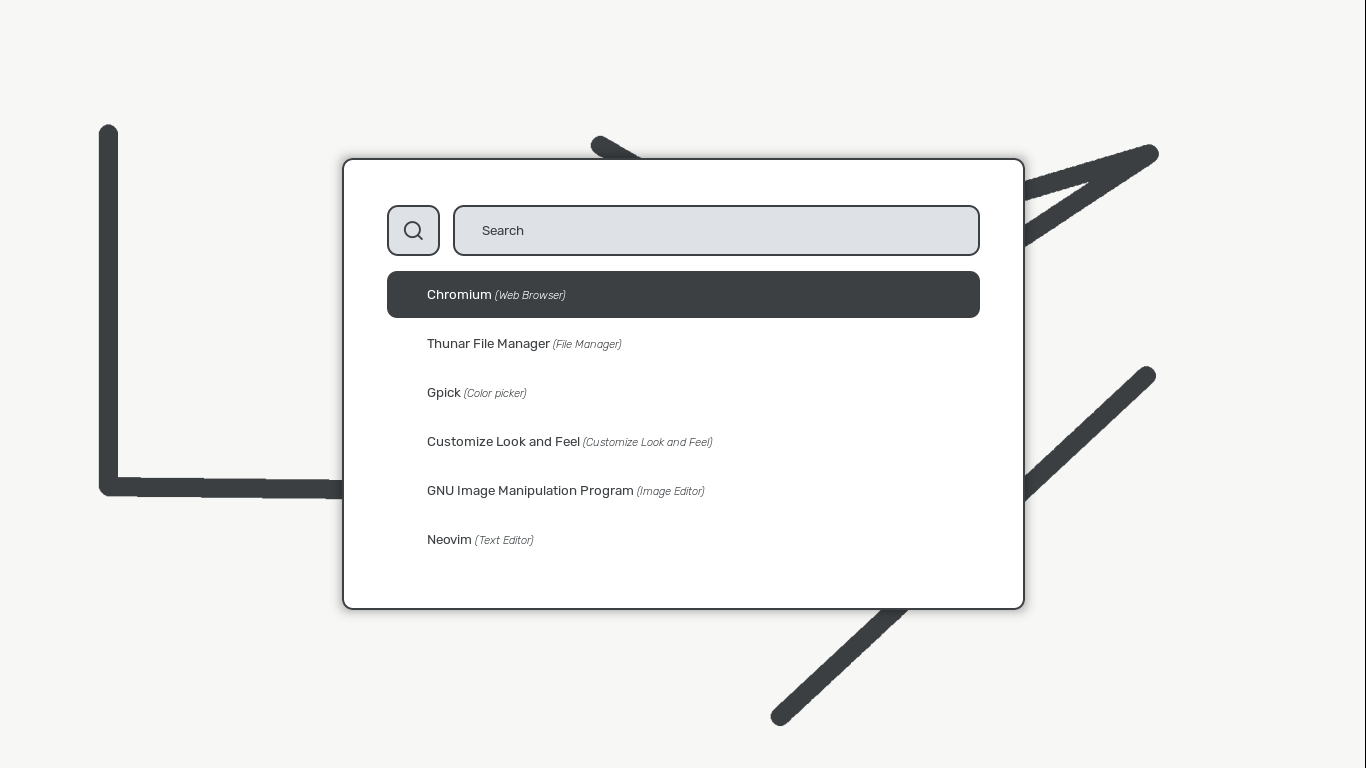 Search
Chromium (Web Browser)
Thunar File Manager (File Manager)
Gpick (Color picker)
Customize Look and Feel (Customize Look and Feel)
GNU Image Manipulation Program (Image Editor)
Neovim (Text Editor)